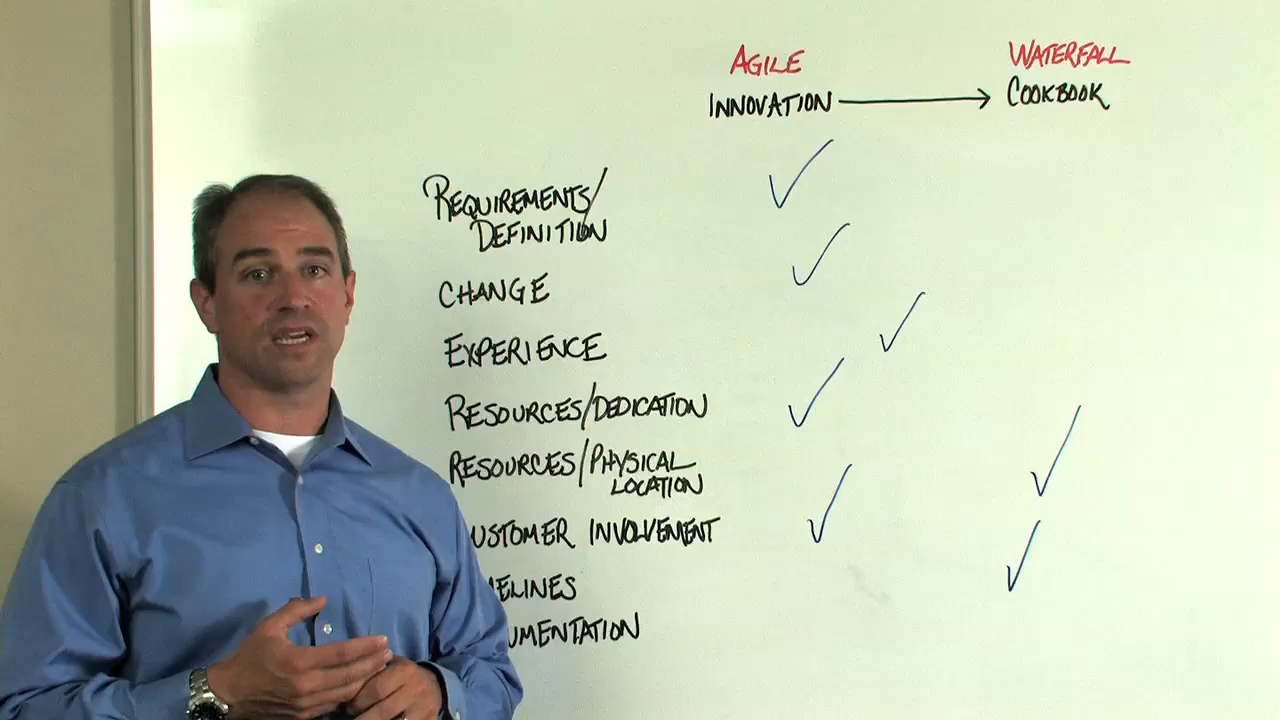 AGILE
WATERFALL
INNOVATION
COOKBOOK
REQUIREMENTS/
DEFINITION
CHANGE
EXPERIENCE
RESOURCES/DEDICATION
RESOURCES/PHYSICAL
LOCATION
USTOMER INVOLVEMENT
ELINES
UMENTATION